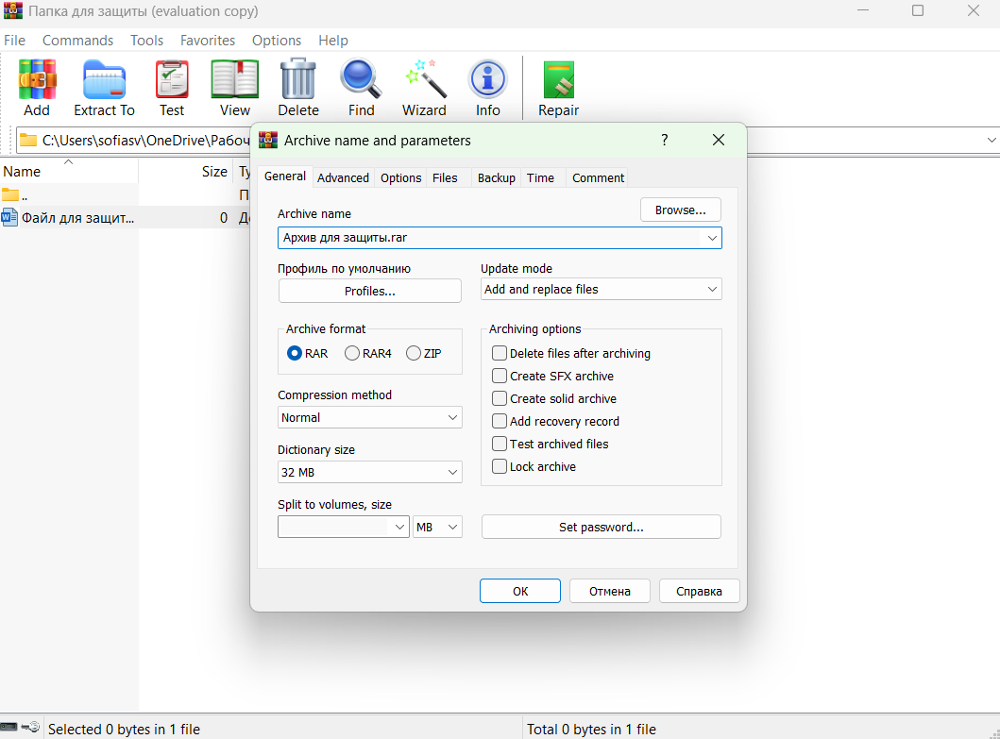 Папка для защиты (evaluation copy)
File Commands Tools Favorites Options Help
Add Extract To Test View Delete Find Wizard Info Repair
C:\Users\sofiasv\OneDrive\Рабоч
Name Size Ty
.. П
Файл для защит... 0 До
Archive name and parameters ?
General Advanced Options Files Backup Time Comment
Archive name Browse...
Архив для защиты.rar
Профиль по умолчанию Update mode
Profiles... Add and replace files
Archive format Archiving options
RAR RAR4 ZIP Delete files after archiving
Create SFX archive
Compression method Create solid archive
Normal Add recovery record
Dictionary size Test archived files
32 MB Lock archive
Split to volumes, size
MB Set password...
ОК Отмена Справка
Selected 0 bytes in 1 file Total 0 bytes in 1 file